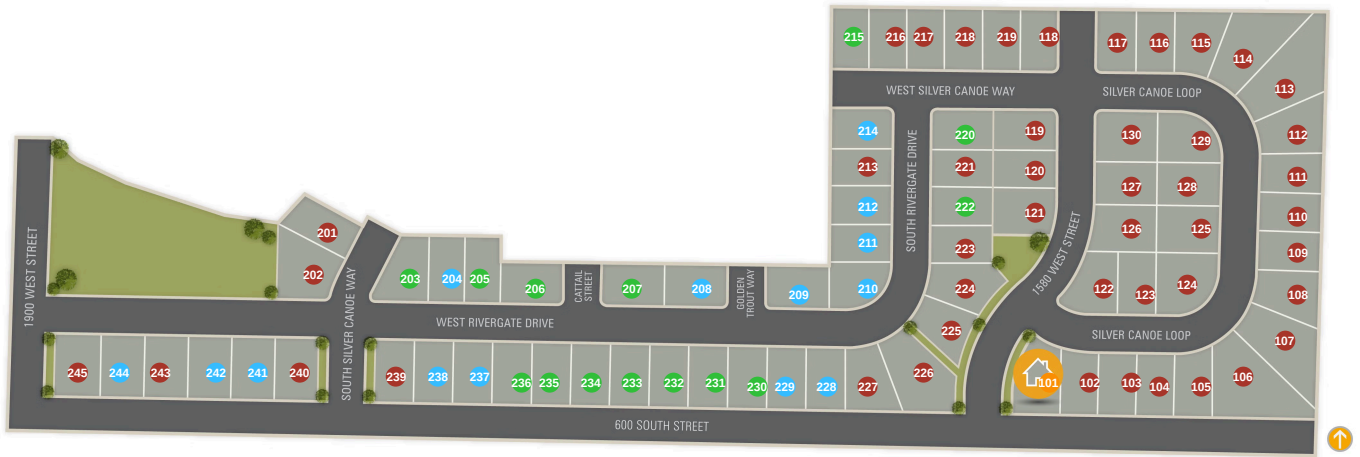 215 216 217 218 219 118 117 116 115
114
113
WEST SILVER CANOE WAY SILVER CANOE LOOP
214 220 119 130 129 112
SOUTH RIVERGATE DRIVE
213 221 120 127 128 111
212 222 121 126 125 110
211 223 109
1580 WEST STREET
201
202
1900 WEST STREET
SOUTH SILVER CANOE WAY
203 204 205 206
CATTAIL
STREET
207 208
GOLDEN
TROUT WAY
209 210 224 122 123 124 108
WEST RIVERGATE DRIVE
225 SILVER CANOE LOOP 107
245 244 243 242 241 240 239 238 237 236 235 234 233 232 231 230 229 228 227 226 101 102 103 104 105 106
600 SOUTH STREET